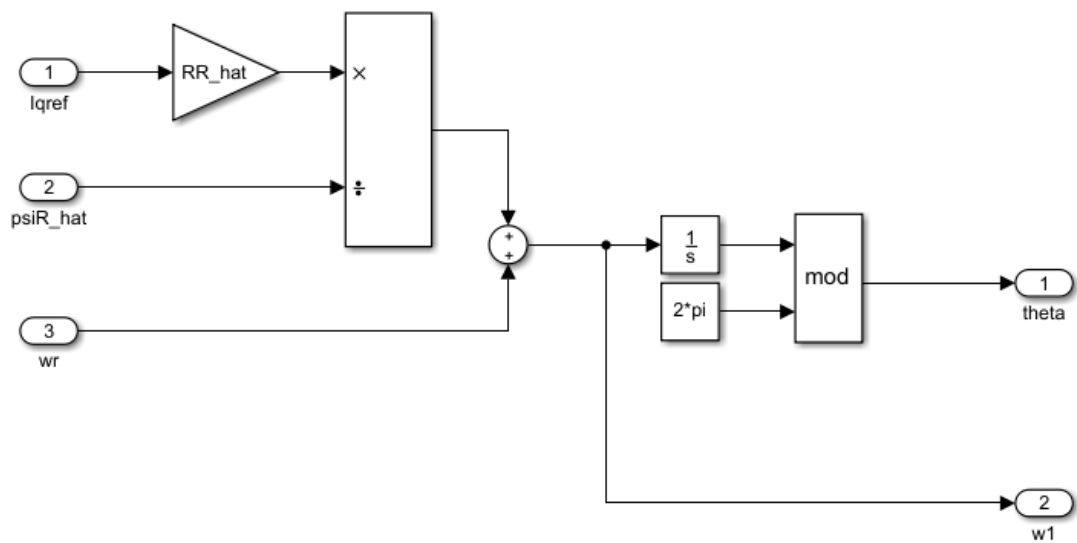 1
Iqref
RR_hat
×
2
psiR_hat
÷
+
+
3
wr
1
s
2*pi
mod
1
theta
2
w1